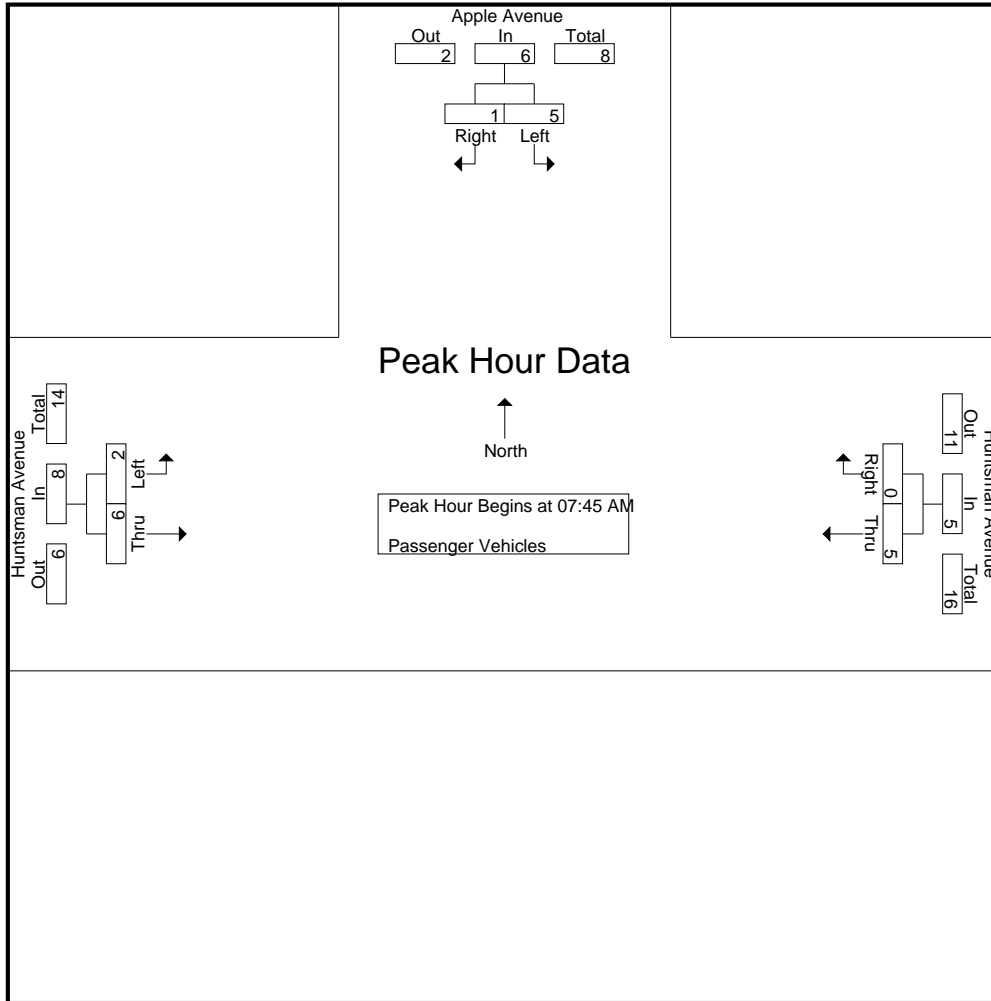 Apple Avenue
Out In Total
2 6 8
1 5
Right Left
Peak Hour Data
North
Peak Hour Begins at 07:45 AM
Passenger Vehicles
Huntsman Avenue
Total In Out
14 8 6
2 6
Left Thru
Huntsman Avenue
Out In Total
11 5 16
Right Thru
0 5